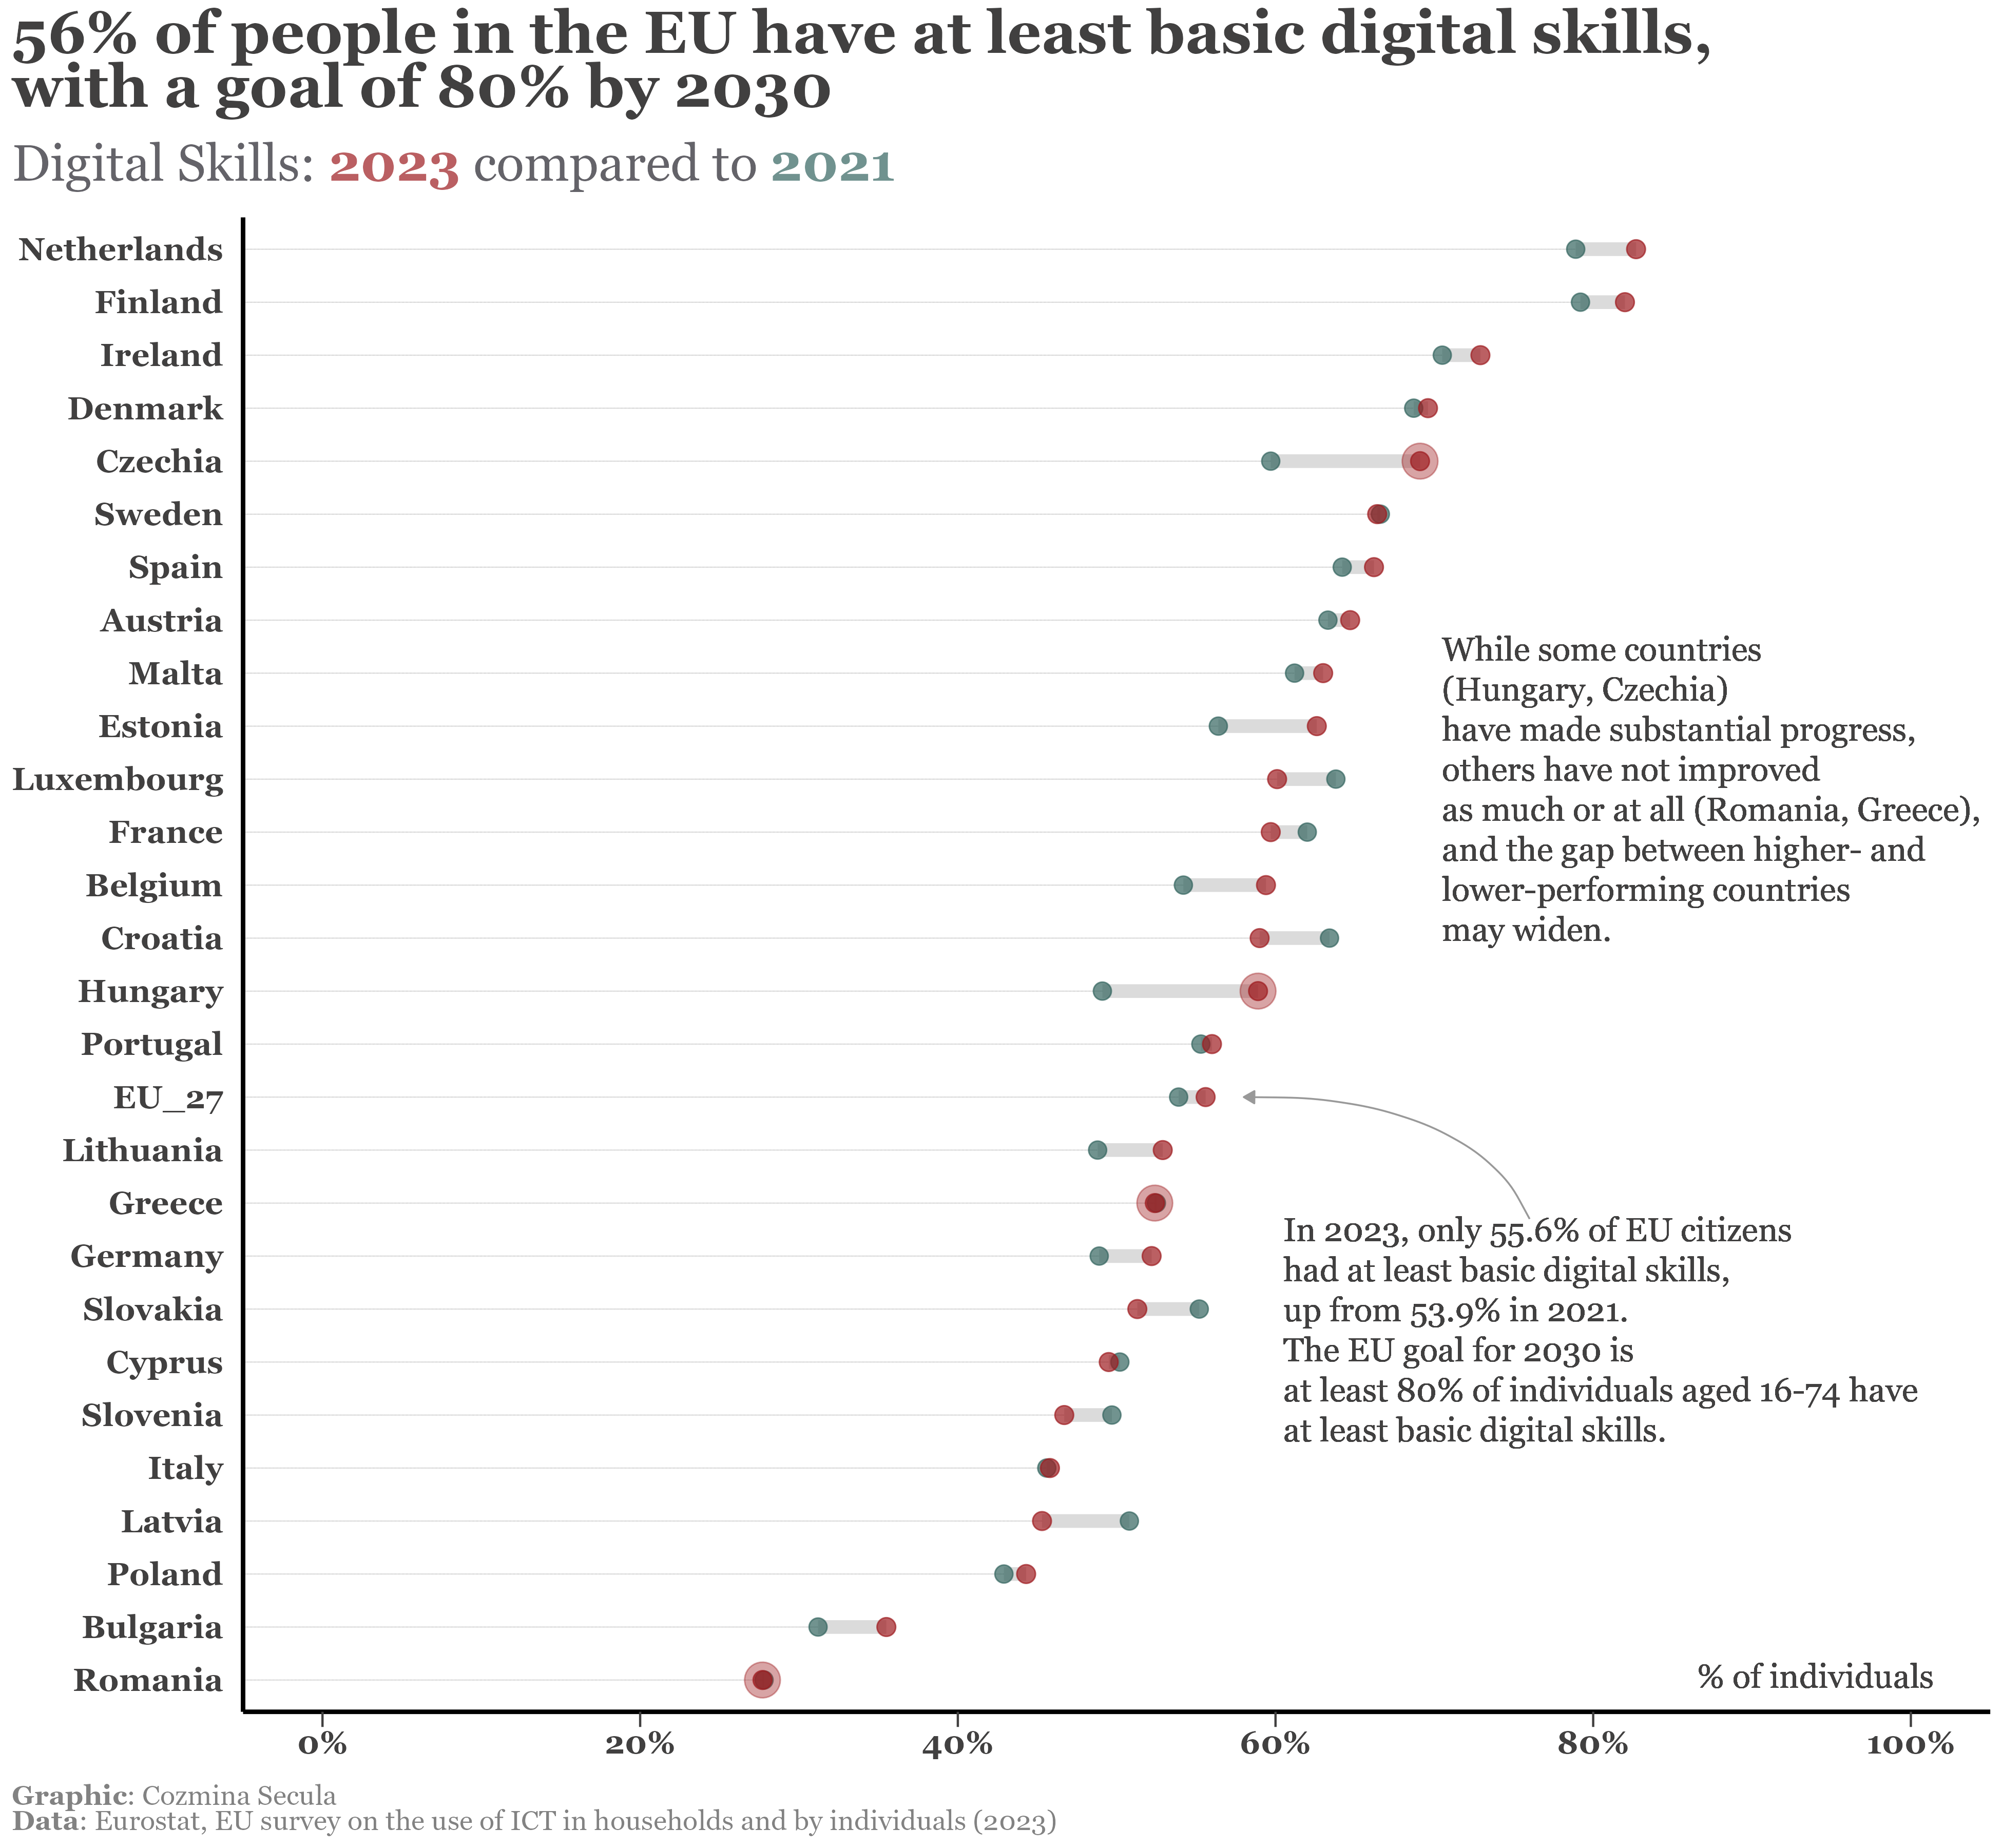 56% of people in the EU have at least basic digital skills,
with a goal of 80% by 2030
Digital Skills: 2023 compared to 2021
Netherlands
Finland
Ireland
Denmark
Czechia
Sweden
Spain
Austria
Malta
Estonia
Luxembourg
France
Belgium
Croatia
Hungary
Portugal
EU_27
Lithuania
Greece
Germany
Slovakia
Cyprus
Slovenia
Italy
Latvia
Poland
Bulgaria
Romania
While some countries
(Hungary, Czechia)
have made substantial progress,
others have not improved
as much or at all (Romania, Greece),
and the gap between higher- and
lower-performing countries
may widen.
In 2023, only 55.6% of EU citizens
had at least basic digital skills,
up from 53.9% in 2021.
The EU goal for 2030 is
at least 80% of individuals aged 16-74 have
at least basic digital skills.
% of individuals
0% 20% 40% 60% 80% 100%
Graphic: Cozmina Secula
Data: Eurostat, EU survey on the use of ICT in households and by individuals (2023)